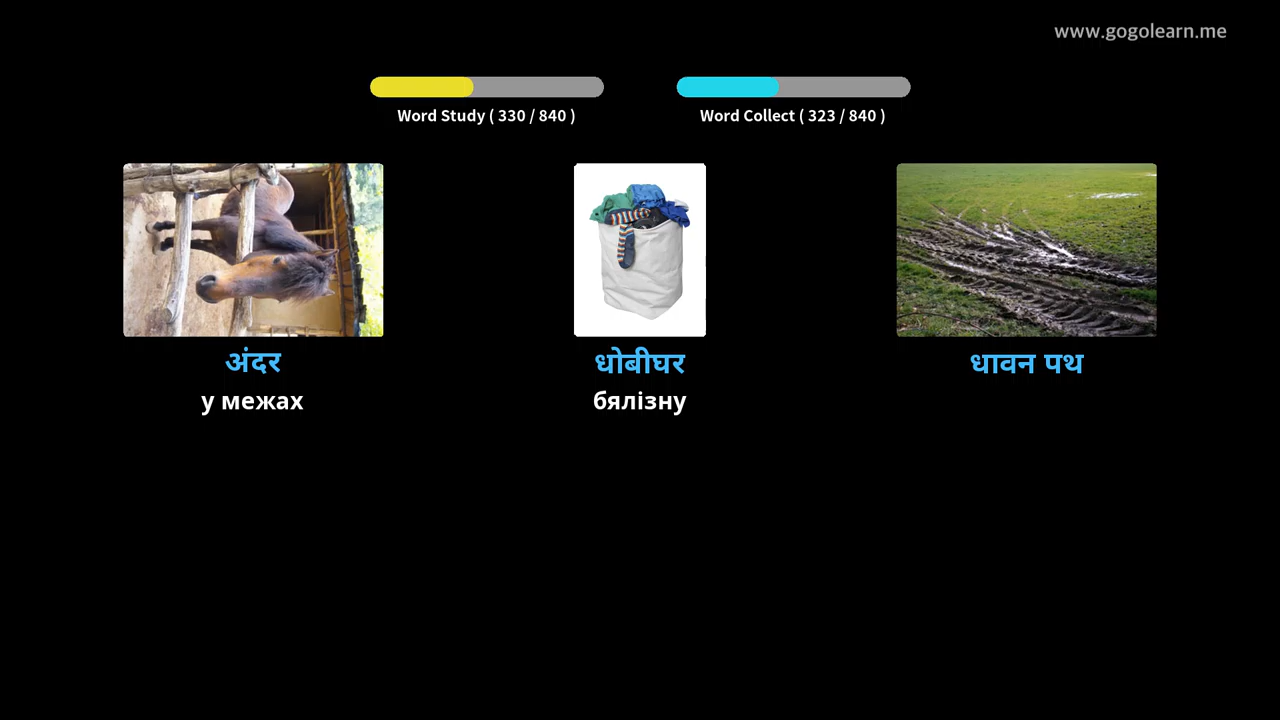 www.gogolearn.me
Word Study ( 330 / 840 )
Word Collect ( 323 / 840 )
अंदर
у межах
धोबीघर
бялізну
धावन पथ